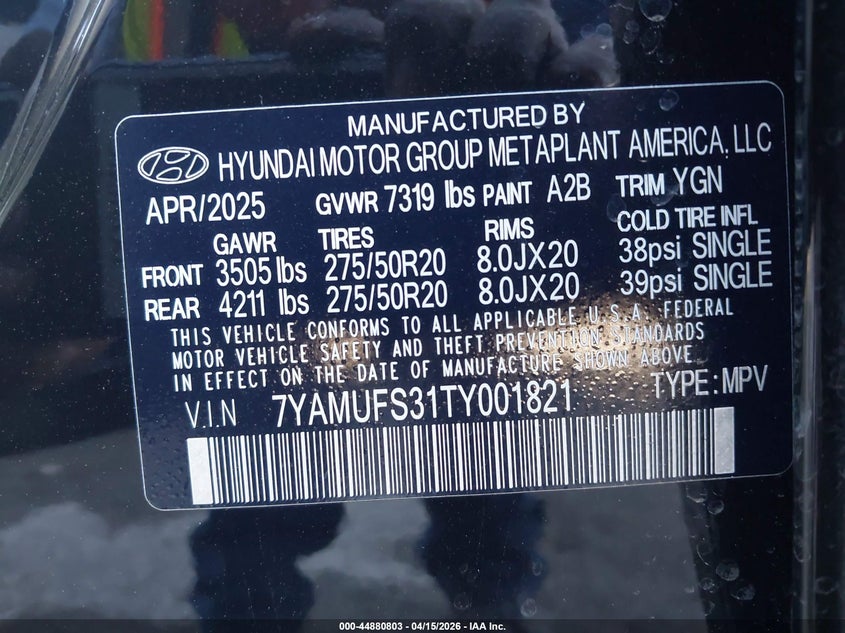 MANUFACTURED BY
HYUNDAI MOTOR GROUP METAPLANT AMERICA, LLC
APR/2025 GVWR 7319 lbs PAINT A2B TRIM YGN
GAWR TIRES RIMS COLD TIRE INFL
FRONT 3505 lbs 275/50R20 8.0JX20 38psi SINGLE
REAR 4211 lbs 275/50R20 8.0JX20 39psi SINGLE
THIS VEHICLE CONFORMS TO ALL APPLICABLE U.S.A. FEDERAL
MOTOR VEHICLE SAFETY AND THEFT PREVENTION STANDARDS
IN EFFECT ON THE DATE OF MANUFACTURE SHOWN ABOVE.
V.I.N 7YAMUFS31TY001821 TYPE: MPV
000-44880803 - 04/15/2026 - IAA Inc.